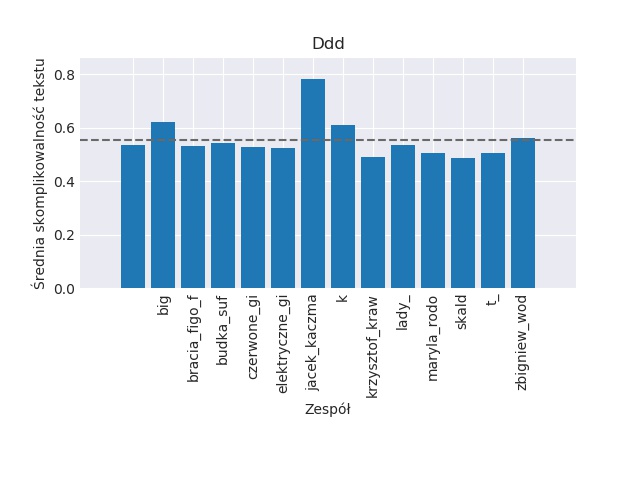 Ddd
Średnia skomplikowalność tekstu
0.8
0.6
0.4
0.2
0.0
big
bracia_figo_f
budka_suf
czerwone_gi
elektryczne_gi
jacek_kaczma
k
krzysztof_kraw
lady_
maryla_rodo
skald
t_
zbigniew_wod
Zespół